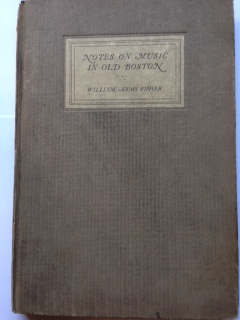 NOTES ON MUSIC
IN OLD BOSTON
WILLIAM ARMS FISHER